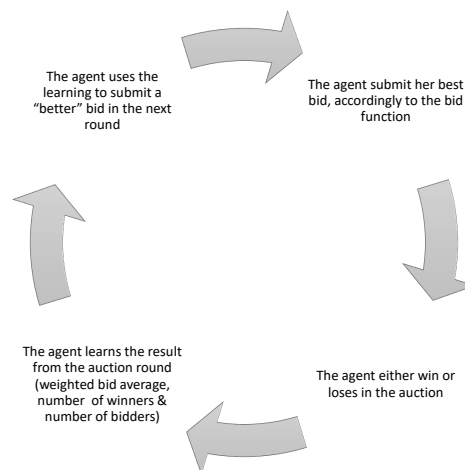 The agent uses the
learning to submit a
“better” bid in the next
round
The agent submit her best
bid, accordingly to the bid
function
The agent learns the result
from the auction round
(weighted bid average,
number of winners &
number of bidders)
The agent either win or
loses in the auction